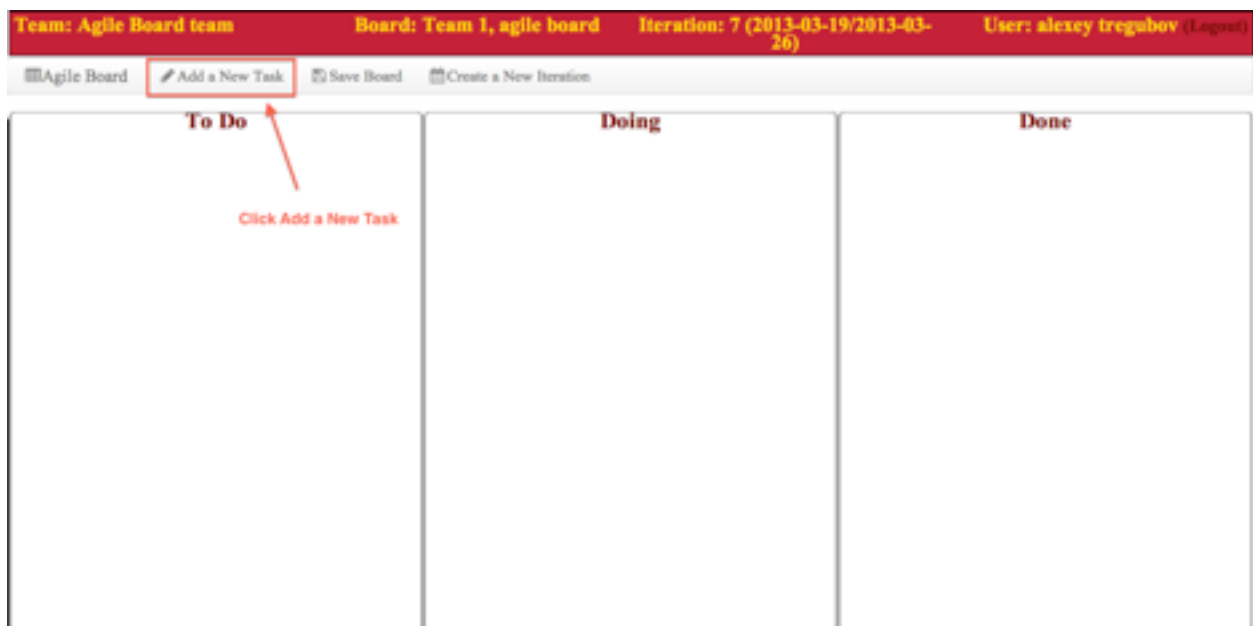 Team: Agile Board team Board: Team 1, agile board Iteration: 7 (2013-03-19/2013-03-
26) User: alexey tregubov (Logout)
Agile Board Add a New Task Save Board Create a New Iteration
To Do Doing Done
Click Add a New Task